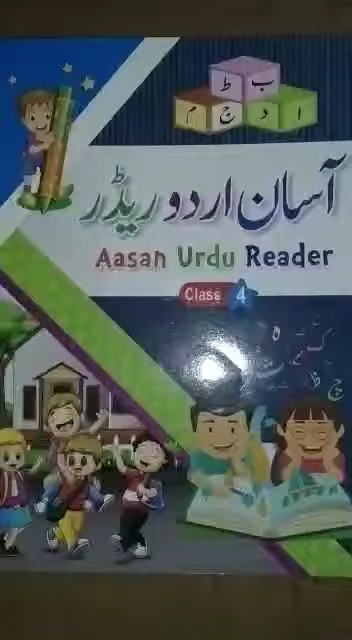 ب ط
ا د ج م
آسان اردو ریڈر
Aasan Urdu Reader
Class 4
ک
ظ
چ